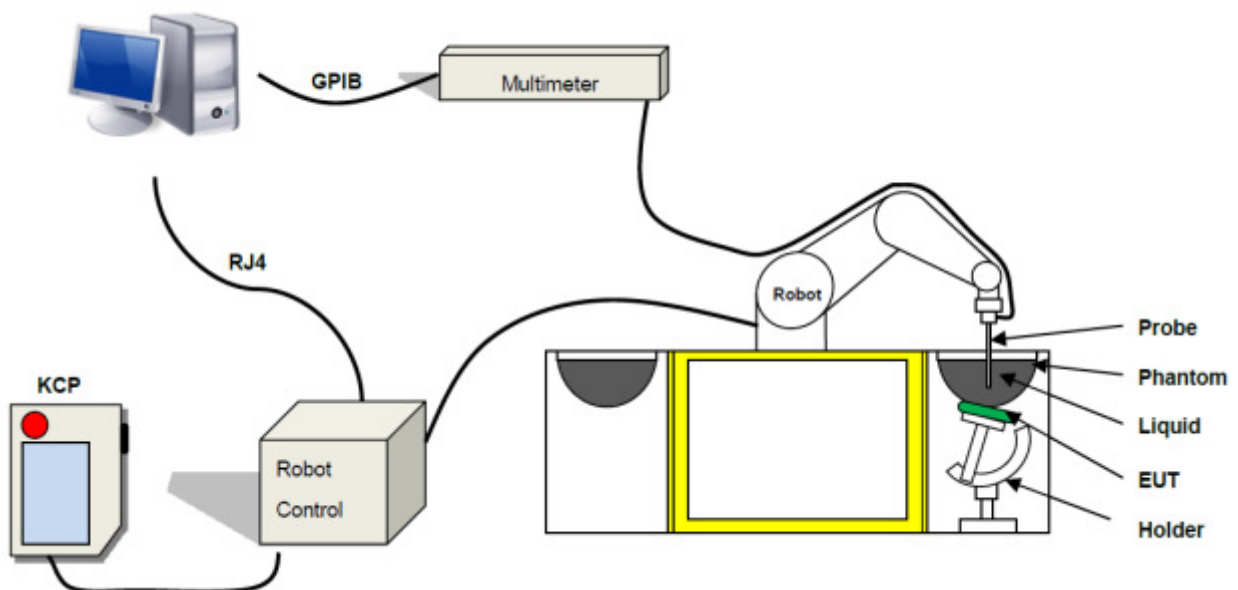 GPIB
Multimeter
RJ4
Robot
Probe
Phantom
KCP
Liquid
Robot
Control
EUT
Holder